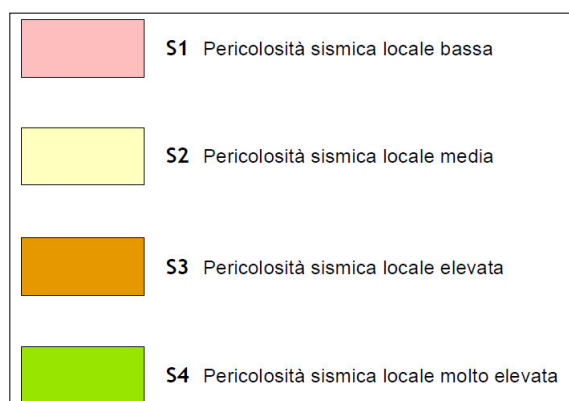 S1 Pericolosità sismica locale bassa
S2 Pericolosità sismica locale media
S3 Pericolosità sismica locale elevata
S4 Pericolosità sismica locale molto elevata